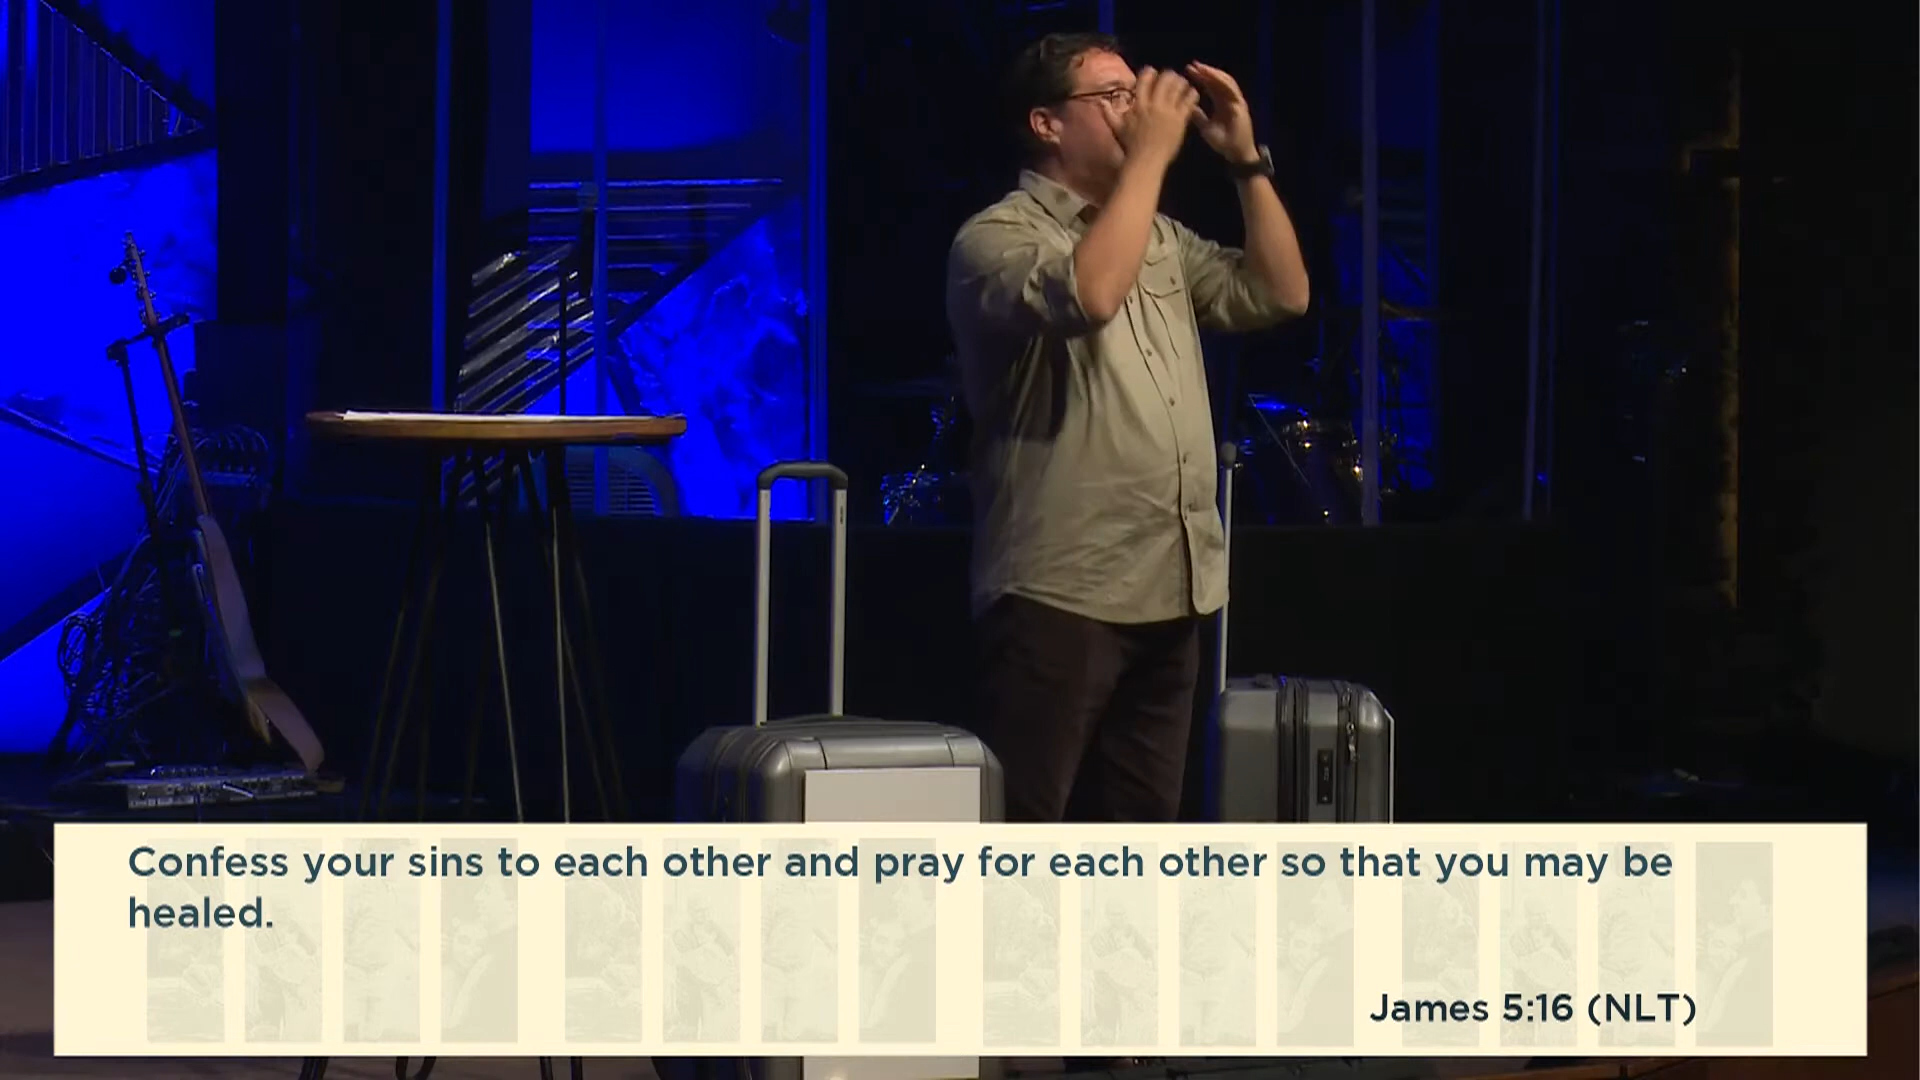 Confess your sins to each other and pray for each other so that you may be
healed.
James 5:16 (NLT)